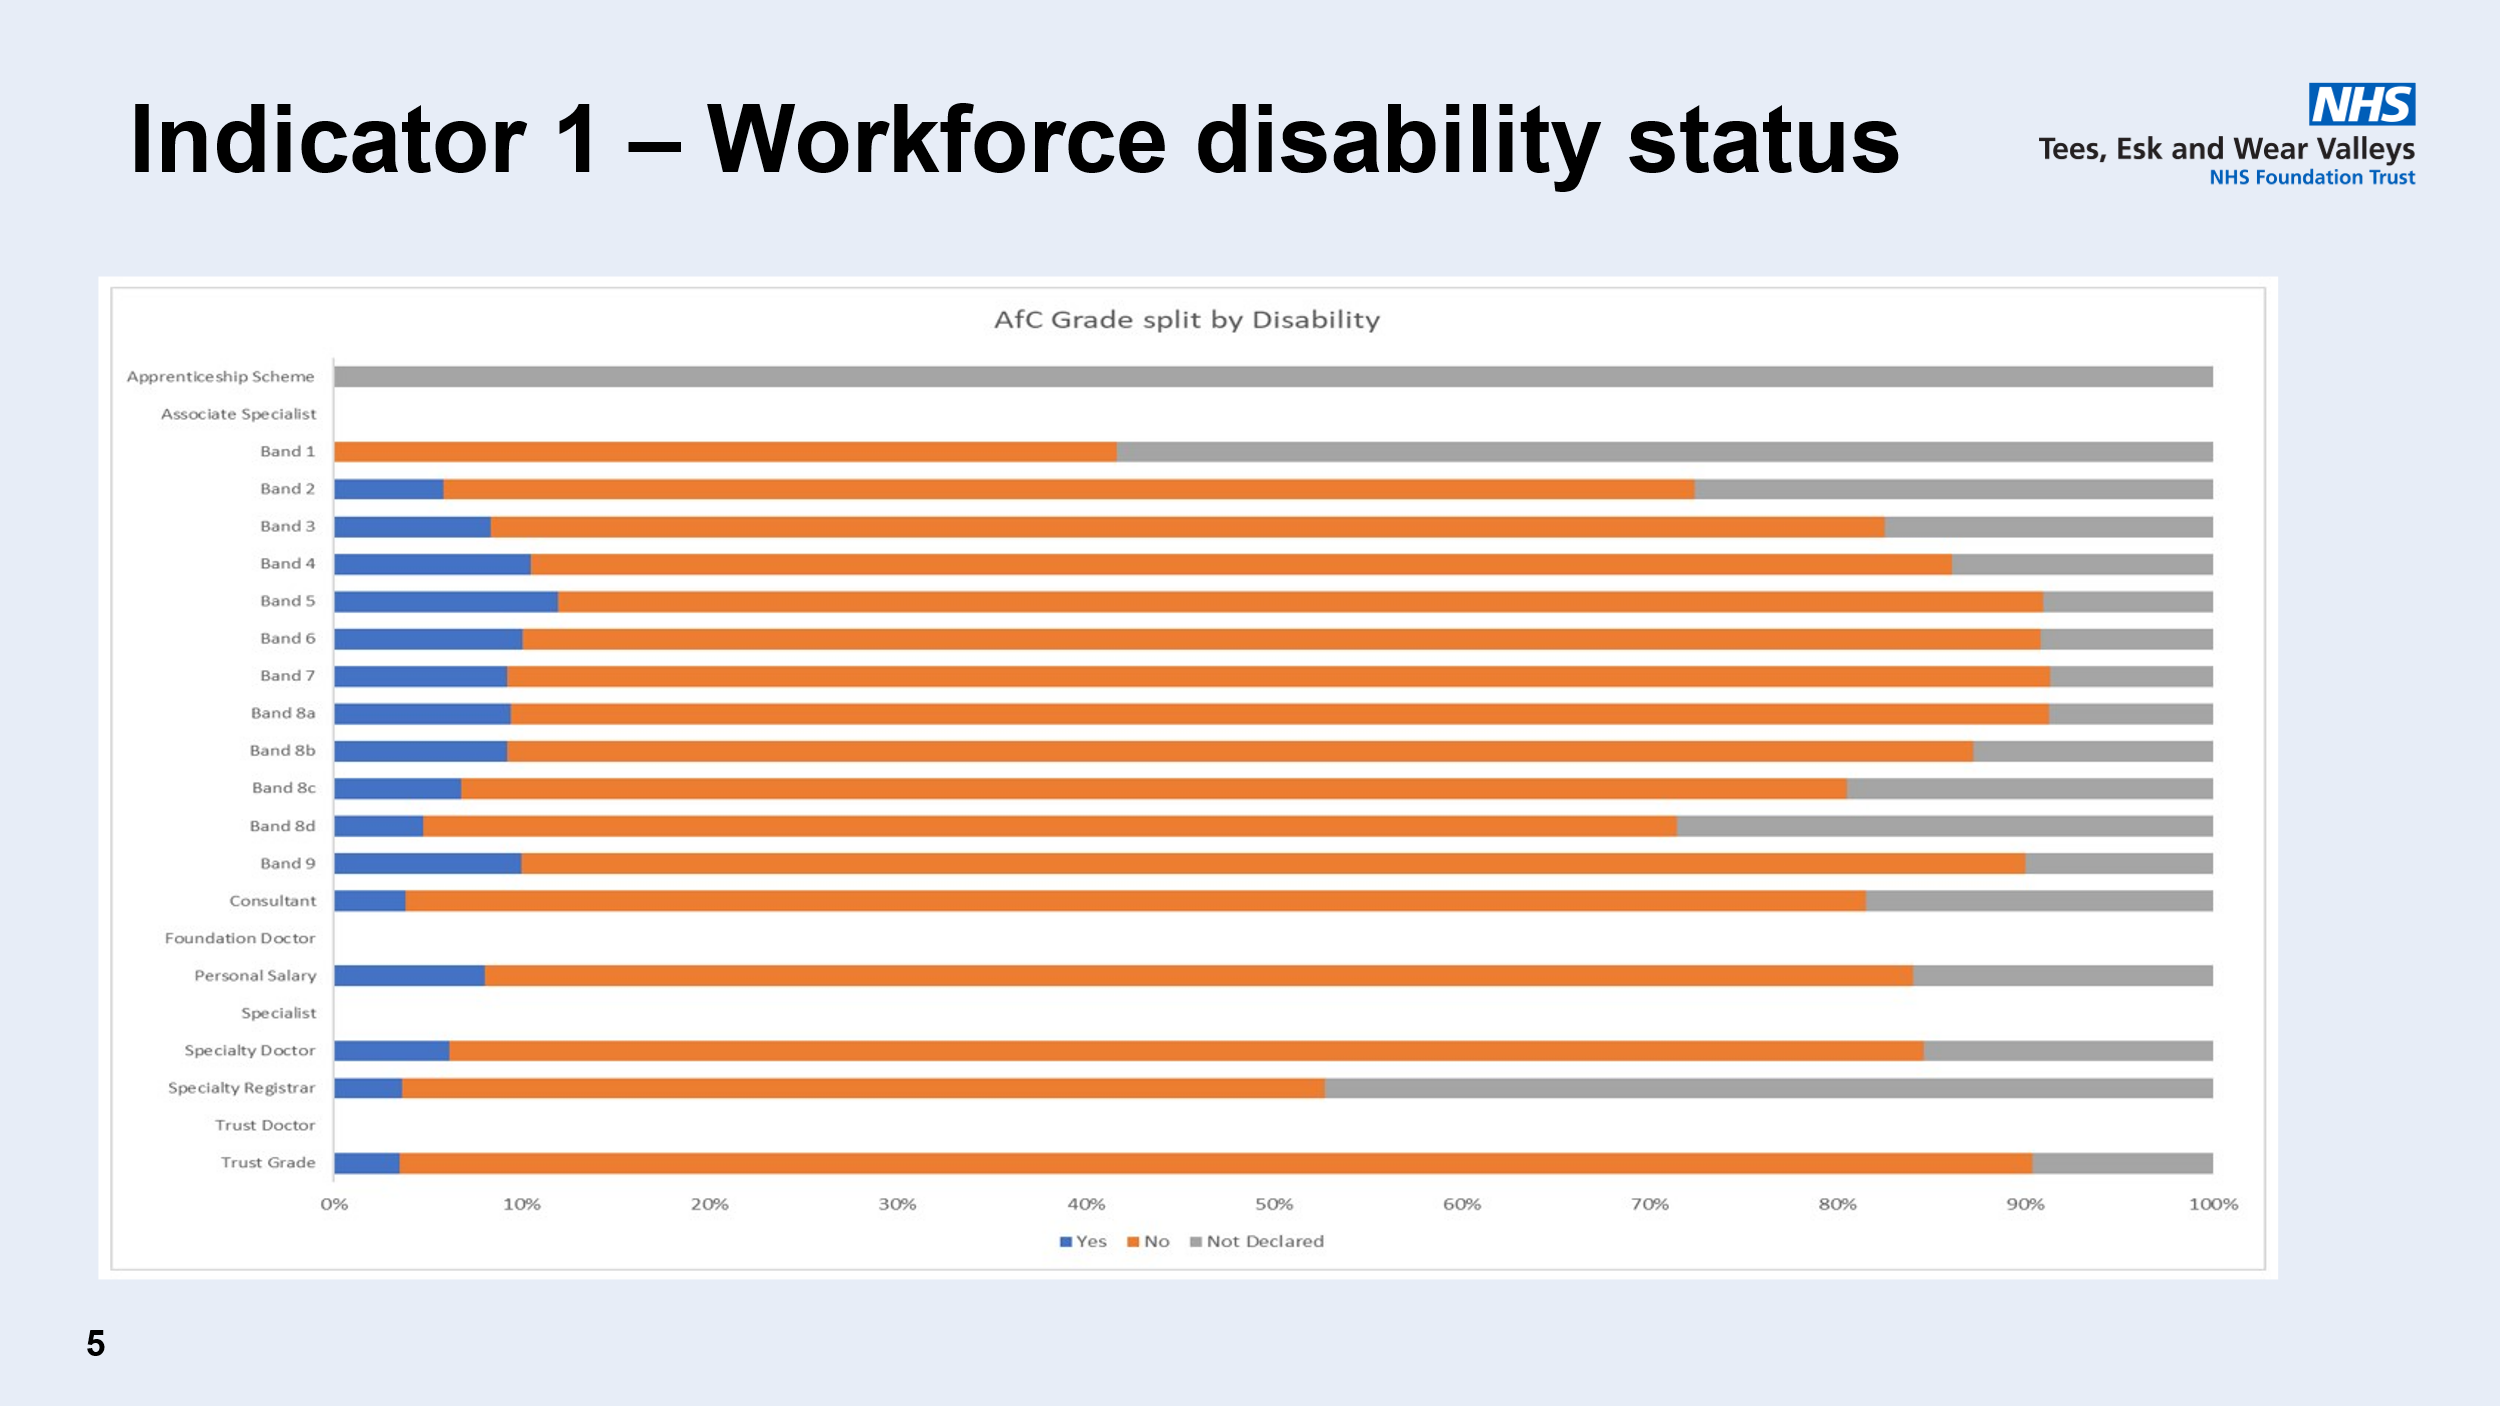 Indicator 1 – Workforce disability status
NHS
Tees, Esk and Wear Valleys
NHS Foundation Trust
AfC Grade split by Disability
Apprenticeship Scheme
Associate Specialist
Band 1
Band 2
Band 3
Band 4
Band 5
Band 6
Band 7
Band 8a
Band 8b
Band 8c
Band 8d
Band 9
Consultant
Foundation Doctor
Personal Salary
Specialist
Specialty Doctor
Specialty Registrar
Trust Doctor
Trust Grade
0% 10% 20% 30% 40% 50% 60% 70% 80% 90% 100%
Yes No Not Declared
5